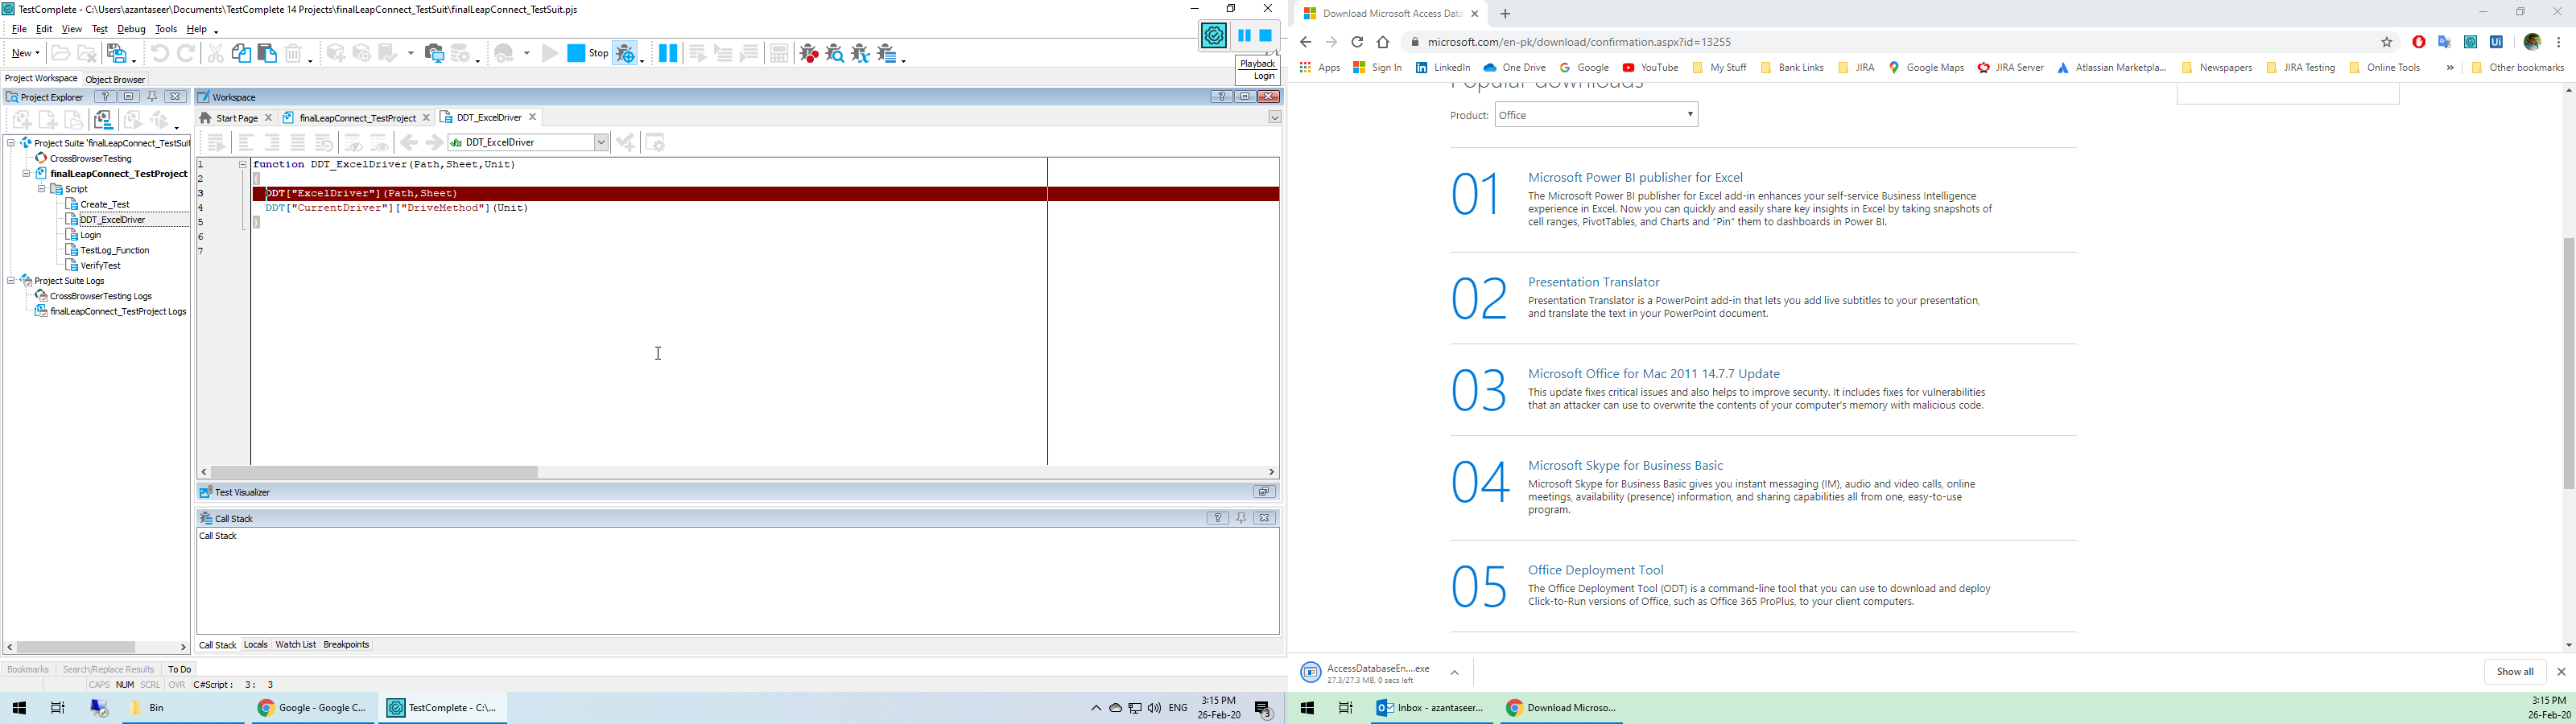 TestComplete - C:\Users\azantaseer\Documents\TestComplete 14 Projects\finalLeapConnect_TestSuit\finalLeapConnect_TestSuit.pjs
File Edit View Test Debug Tools Help
New
Stop
Playback
Login
Project Workspace Object Browser
Project Explorer
Workspace
Start Page
finalLeapConnect_TestProject
DDT_ExcelDriver
DDT_ExcelDriver
Project Suite 'finalLeapConnect_TestSuit
CrossBrowserTesting
finalLeapConnect_TestProject
Script
Create_Test
DDT_ExcelDriver
Login
TestLog_Function
VerifyTest
Project Suite Logs
CrossBrowserTesting Logs
finalLeapConnect_TestProject Logs
1 function DDT_ExcelDriver(Path,Sheet,Unit)
2 {
3 DDT["ExcelDriver"](Path,Sheet)
4 DDT["CurrentDriver"]["DriveMethod"](Unit)
5 }
6
7
Test Visualizer
Call Stack
Call Stack
Call Stack Locals Watch List Breakpoints
Bookmarks Search/Replace Results To Do
CAPS NUM SCRL OVR C#Script : 3 : 3
Bin
Google - Google C...
TestComplete - C:\...
ENG
3:15 PM
26-Feb-20
3
Download Microsoft Access Data
microsoft.com/en-pk/download/confirmation.aspx?id=13255
Apps Sign In LinkedIn One Drive Google YouTube My Stuff Bank Links JIRA Google Maps JIRA Server Atlassian Marketpla... Newspapers JIRA Testing Online Tools » Other bookmarks
Popular downloads
Product: Office
01
Microsoft Power BI publisher for Excel
The Microsoft Power BI publisher for Excel add-in enhances your self-service Business Intelligence
experience in Excel. Now you can quickly and easily share key insights in Excel by taking snapshots of
cell ranges, PivotTables, and Charts and “Pin” them to dashboards in Power BI.
02
Presentation Translator
Presentation Translator is a PowerPoint add-in that lets you add live subtitles to your presentation,
and translate the text in your PowerPoint document.
03
Microsoft Office for Mac 2011 14.7.7 Update
This update fixes critical issues and also helps to improve security. It includes fixes for vulnerabilities
that an attacker can use to overwrite the contents of your computer's memory with malicious code.
04
Microsoft Skype for Business Basic
Microsoft Skype for Business Basic gives you instant messaging (IM), audio and video calls, online
meetings, availability (presence) information, and sharing capabilities all from one, easy-to-use
program.
05
Office Deployment Tool
The Office Deployment Tool (ODT) is a command-line tool that you can use to download and deploy
Click-to-Run versions of Office, such as Office 365 ProPlus, to your client computers.
AccessDatabaseEn....exe
27.3/27.3 MB, 0 secs left
Show all
Inbox - azantaseer...
Download Microso...
3:15 PM
26-Feb-20